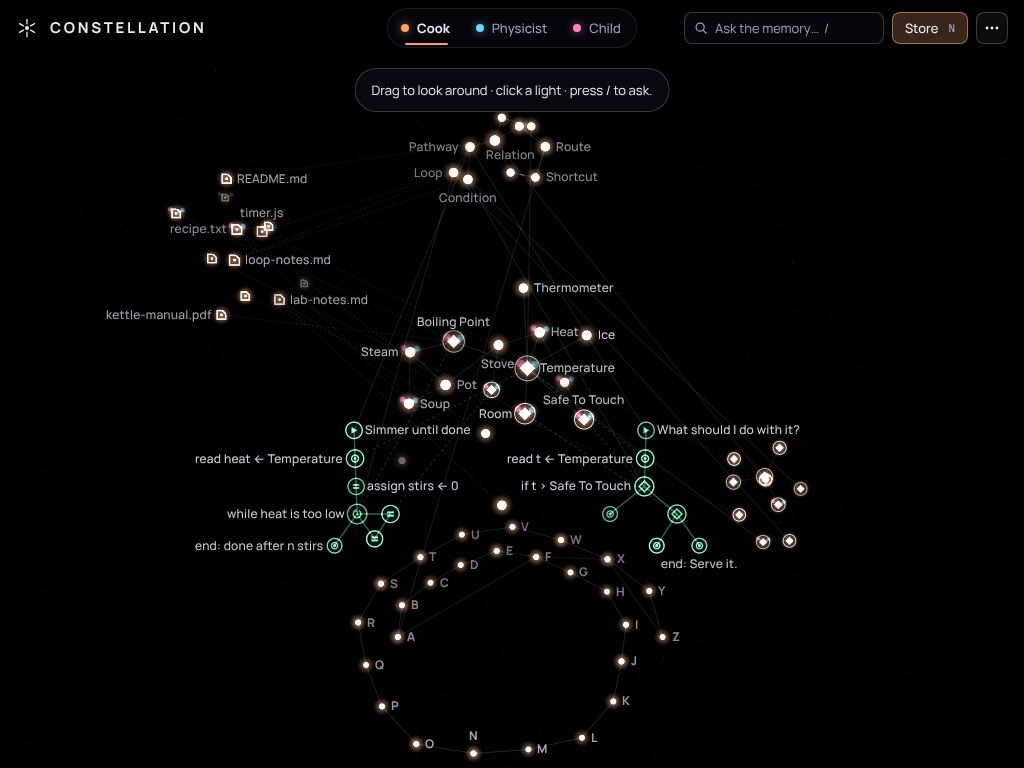 CONSTELLATION
Cook
Physicist
Child
Ask the memory... /
Store N
Drag to look around · click a light · press / to ask.
Pathway
Relation
Route
Loop
Shortcut
Condition
README.md
timer.js
recipe.txt
loop-notes.md
lab-notes.md
kettle-manual.pdf
Thermometer
Boiling Point
Heat
Ice
Steam
Stove
Temperature
Pot
Safe To Touch
Soup
Room
Simmer until done
What should I do with it?
read heat ← Temperature
read t ← Temperature
assign stirs ← 0
if t > Safe To Touch
while heat is too low
end: done after n stirs
end: Serve it.
U
V
W
T
E
F
X
D
G
S
C
H
Y
B
R
A
I
Z
Q
J
P
K
O
N
M
L